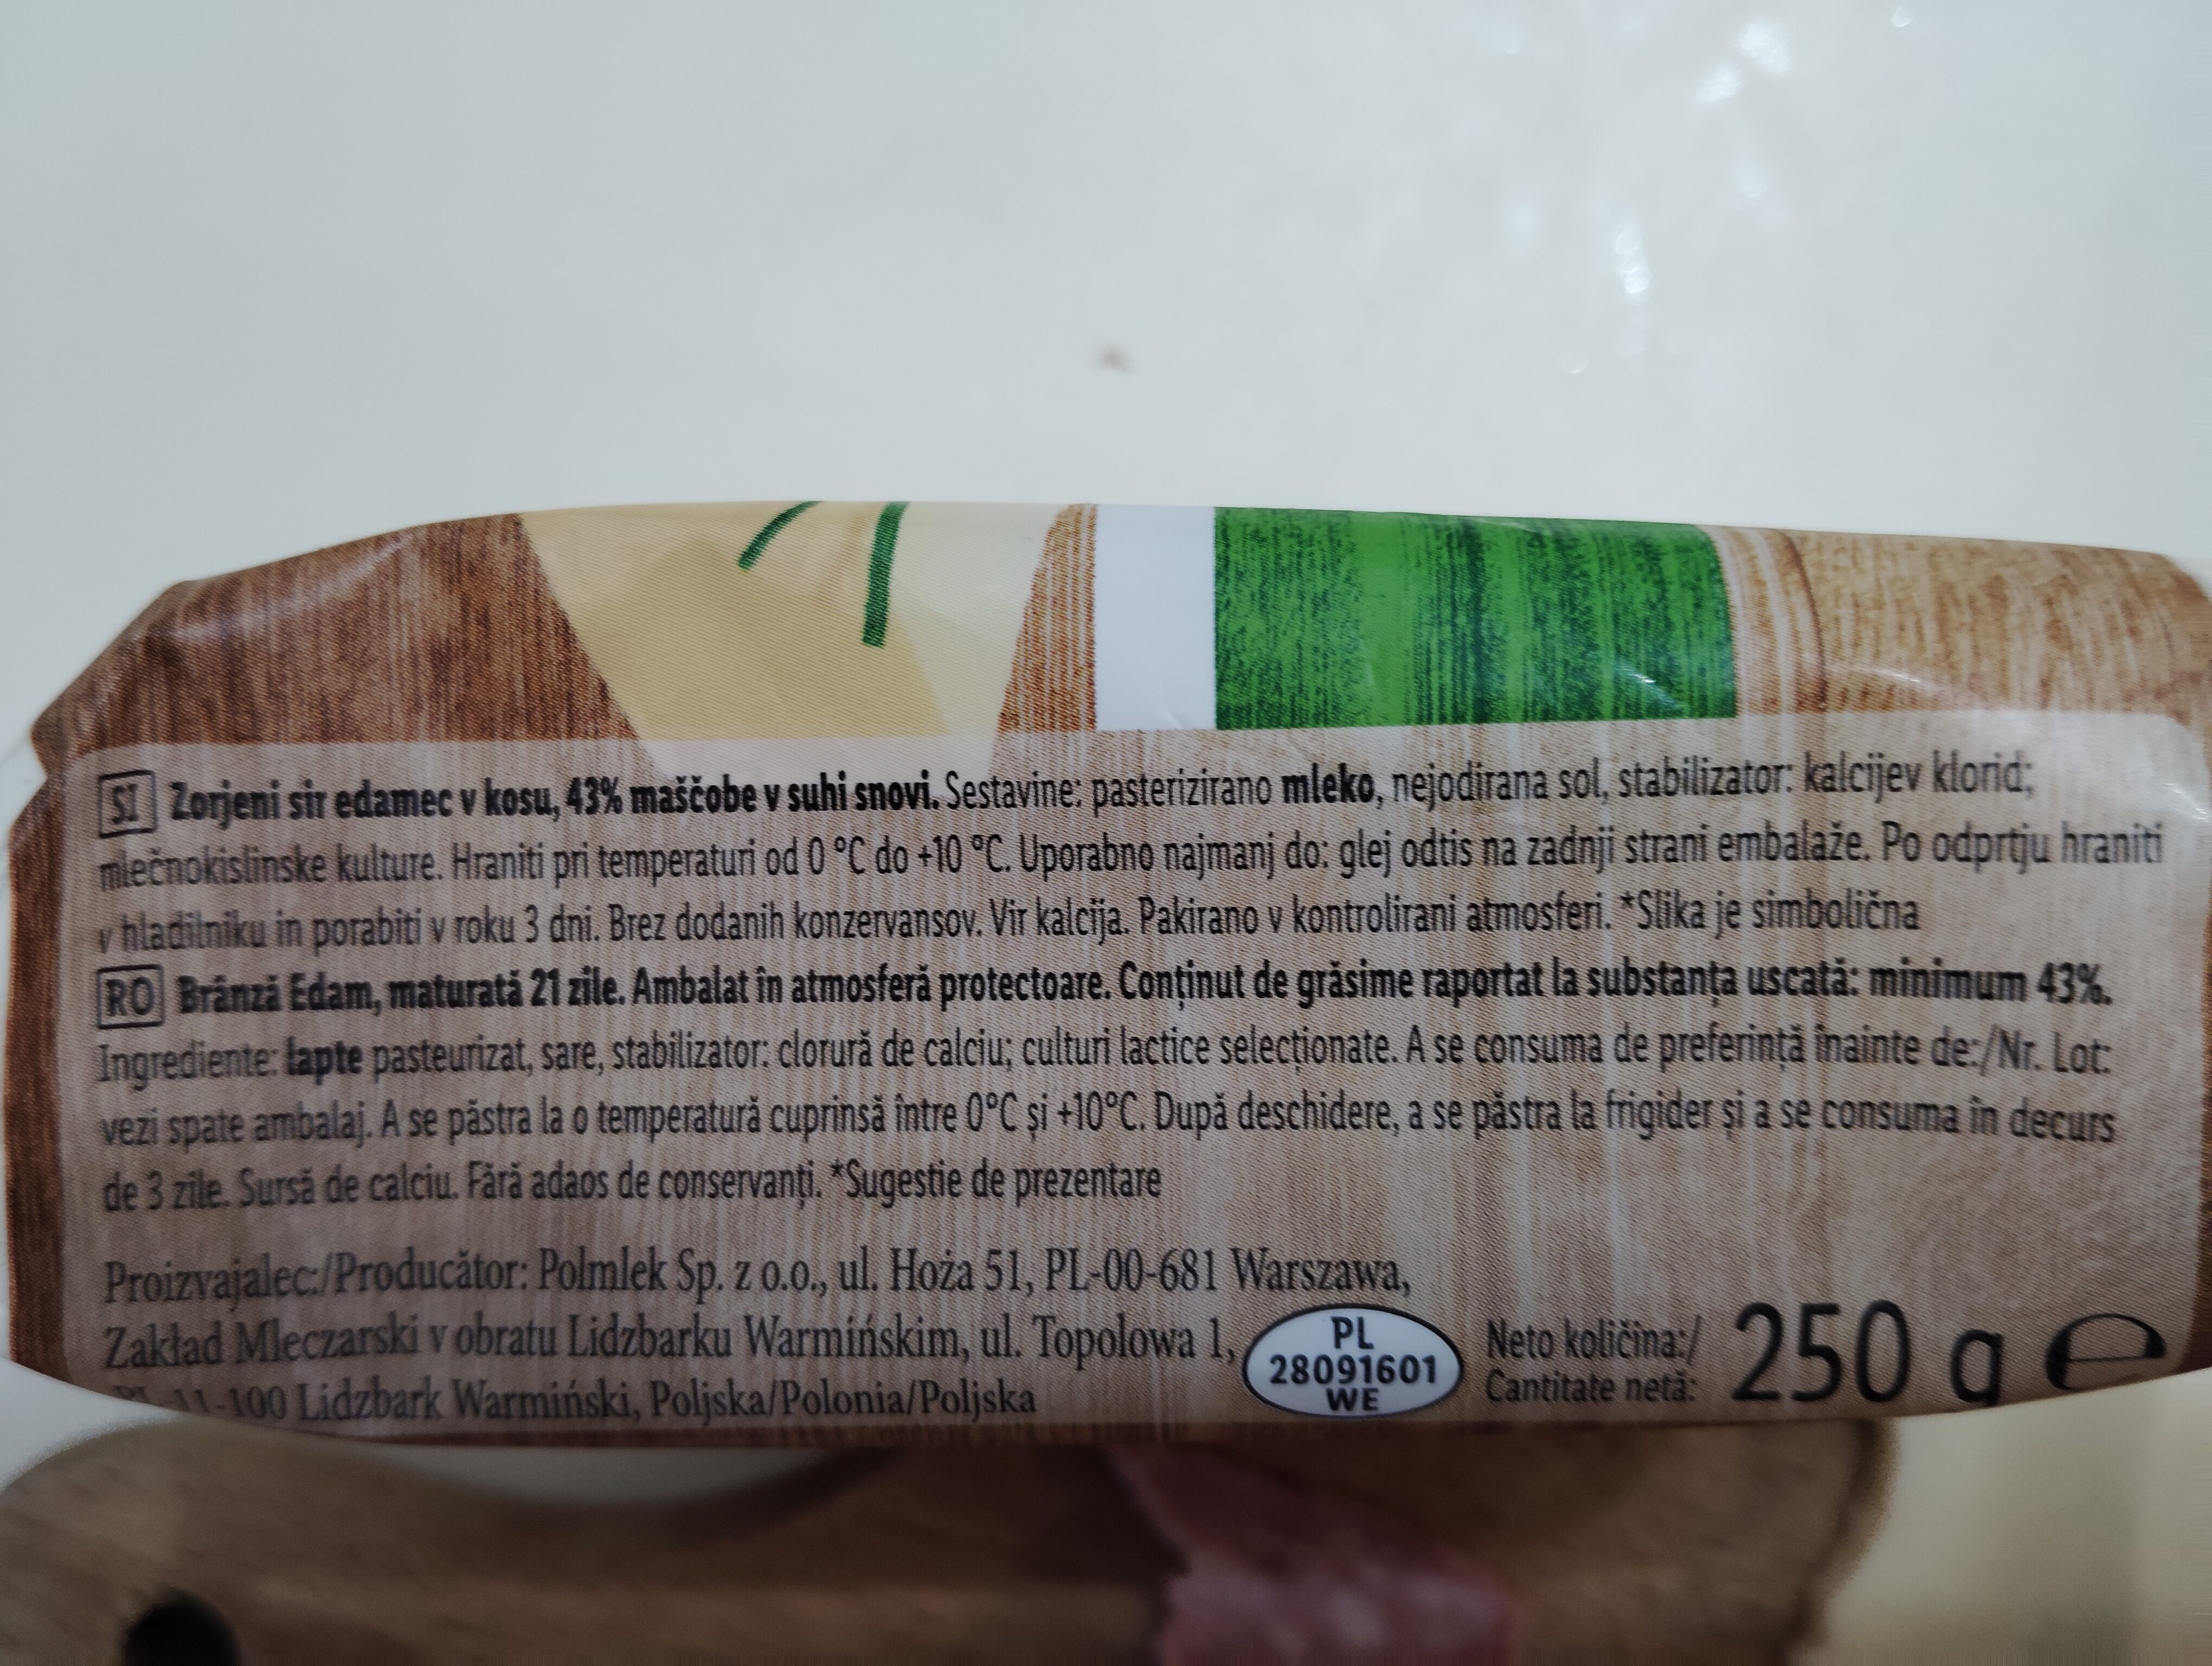 SI Zorjeni sir edamec v kosu, 43% maščobe v suhi snovi. Sestavine: pasterizirano mleko, nejodirana sol, stabilizator: kalcijev klorid;
mlečnokislinske kulture. Hraniti pri temperaturi od 0 °C do +10 °C. Uporabno najmanj do: glej odtis na zadnji strani embalaže. Po odprtju hraniti
v hladilniku in porabiti v roku 3 dni. Brez dodanih konzervansov. Vir kalcija. Pakirano v kontrolirani atmosferi. *Slika je simbolična
RO Brânză Edam, maturată 21 zile. Ambalat în atmosferă protectoare. Conținut de grăsime raportat la substanța uscată: minimum 43%.
Ingrediente: lapte pasteurizat, sare, stabilizator: clorură de calciu; culturi lactice selecționate. A se consuma de preferință înainte de:/Nr. Lot:
vezi spate ambalaj. A se păstra la o temperatură cuprinsă între 0°C și +10°C. După deschidere, a se păstra la frigider și a se consuma în decurs
de 3 zile. Sursă de calciu. Fără adaos de conservanți. *Sugestie de prezentare
Proizvajalec:/Producător: Polmlek Sp. z o.o., ul. Hoża 51, PL-00-681 Warszawa,
Zakład Mleczarski v obratu Lidzbarku Warmińskim, ul. Topolowa 1,
PL-11-100 Lidzbark Warmiński, Poljska/Polonia/Poljska
PL
28091601
WE
Neto količina:/
Cantitate netă:
250 g e